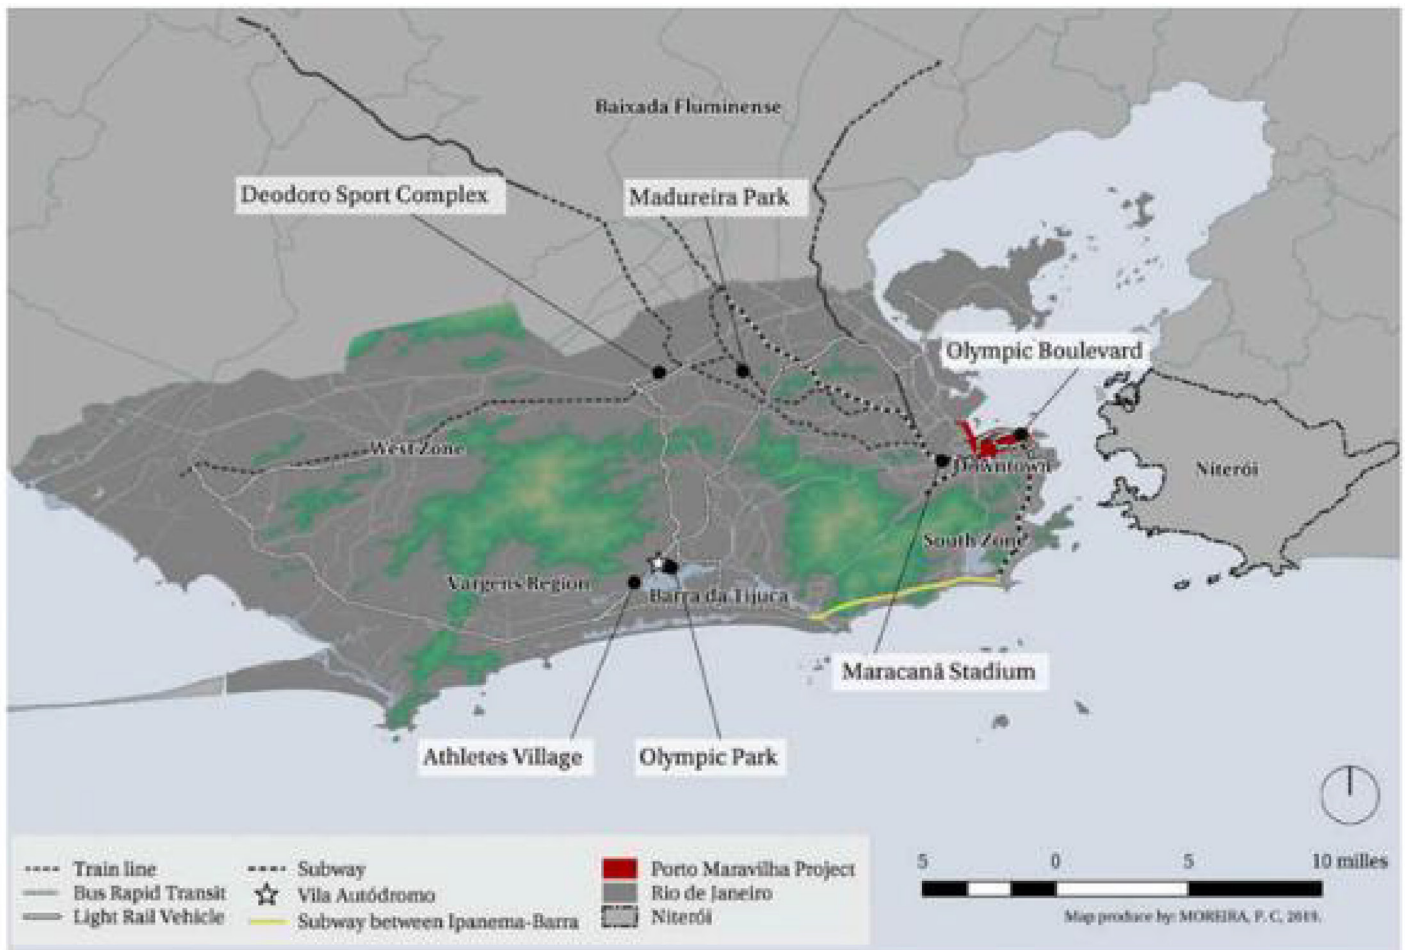 Baixada Fluminense
Deodoro Sport Complex
Madureira Park
Olympic Boulevard
West Zone
Downtown
Niterói
South Zone
Vargens Region
Barra da Tijuca
Maracanã Stadium
Athletes Village
Olympic Park
Train line
Bus Rapid Transit
Light Rail Vehicle
Subway
Vila Autódromo
Subway between Ipanema-Barra
Porto Maravilha Project
Rio de Janeiro
Niterói
5 0 5 10 milles
Map produce by: MOREIRA, P. C, 2019.